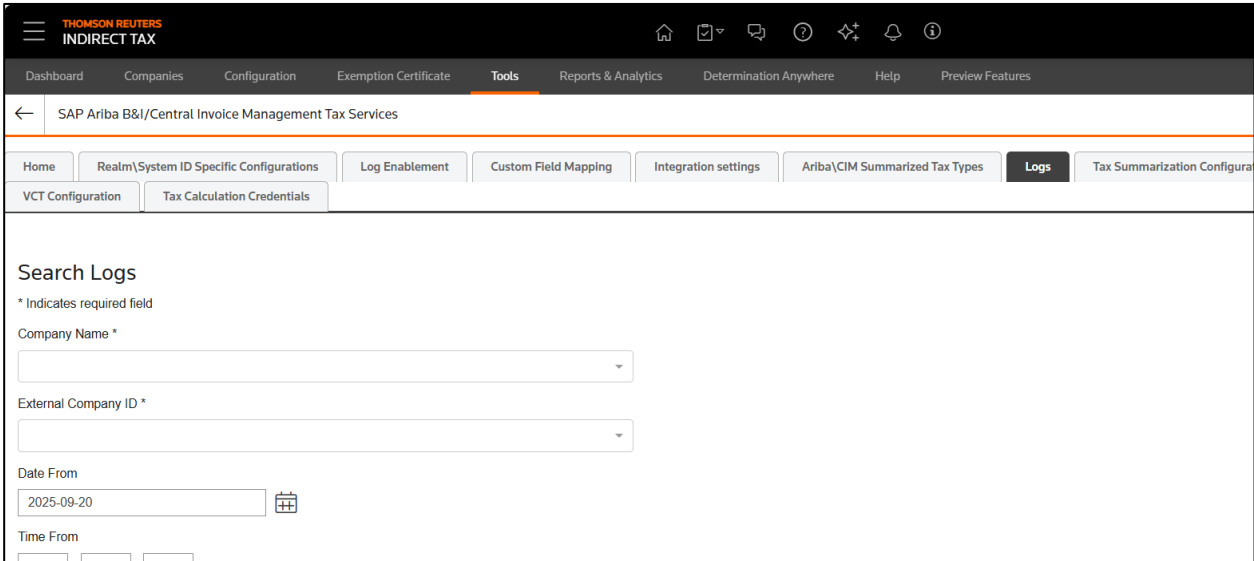 THOMSON REUTERS
INDIRECT TAX
Dashboard Companies Configuration Exemption Certificate Tools Reports & Analytics Determination Anywhere Help Preview Features
SAP Ariba B&I/Central Invoice Management Tax Services
Home Realm\System ID Specific Configurations Log Enablement Custom Field Mapping Integration settings Ariba\CIM Summarized Tax Types Logs Tax Summarization Configurat
VCT Configuration Tax Calculation Credentials
Search Logs
* Indicates required field
Company Name *
External Company ID *
Date From
2025-09-20
Time From